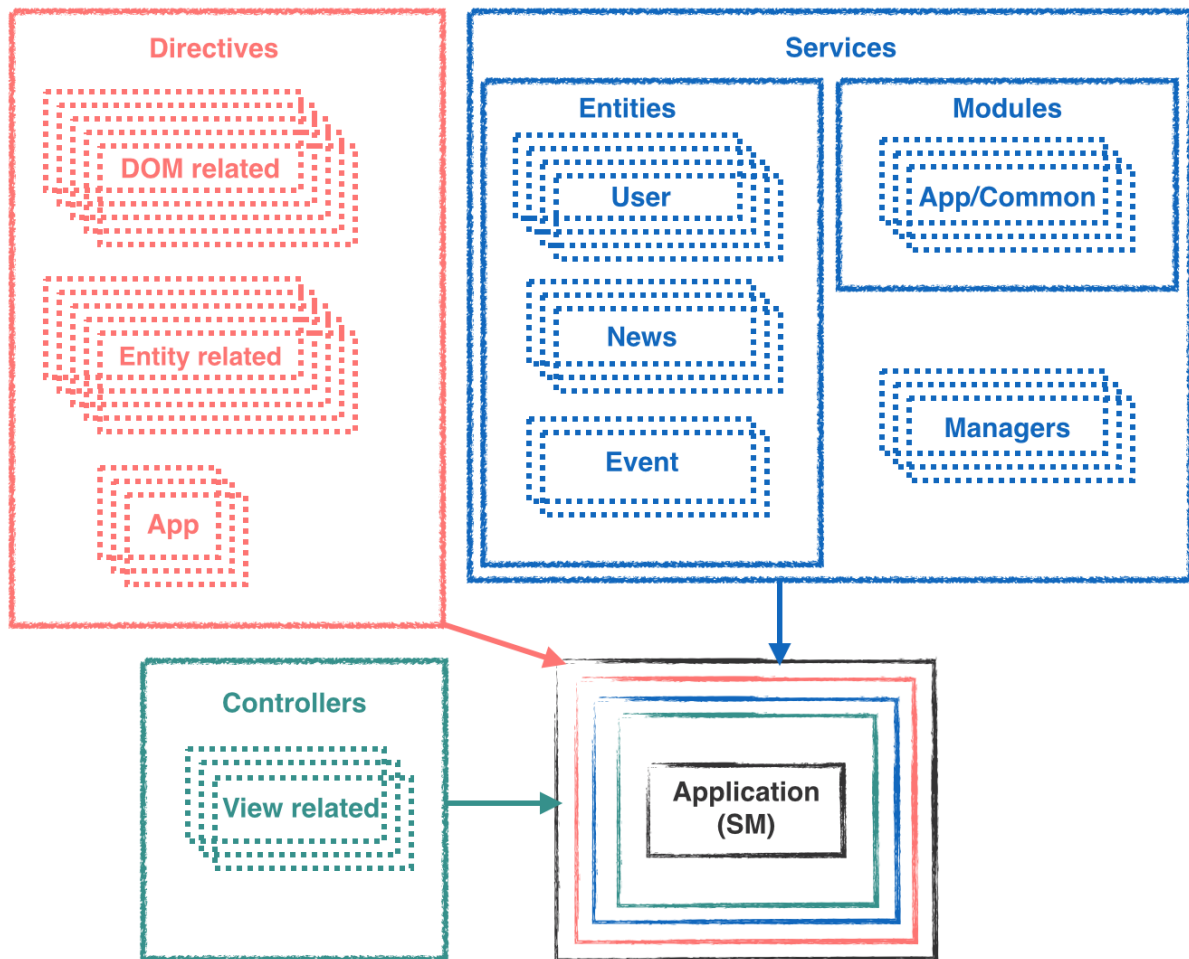 Directives
DOM related
Entity related
App
Services
Entities
User
News
Event
Modules
App/Common
Managers
Controllers
View related
Application
(SM)